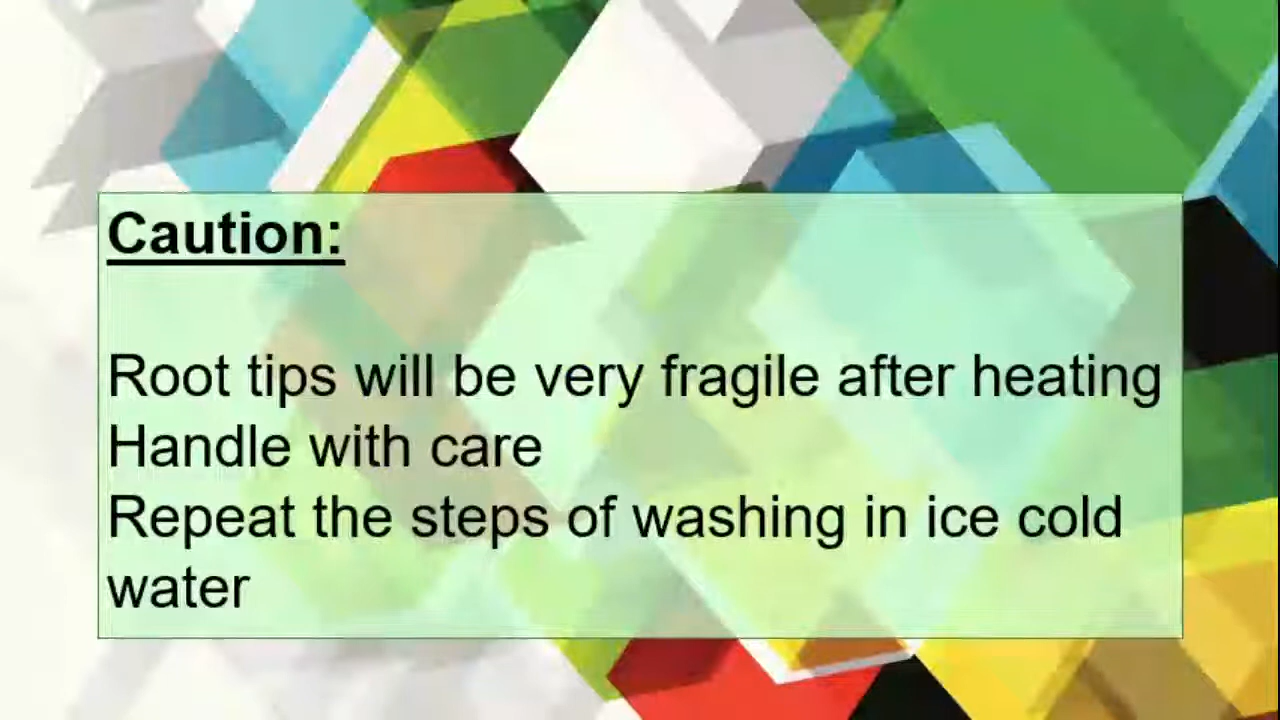 Caution:
Root tips will be very fragile after heating
Handle with care
Repeat the steps of washing in ice cold
water